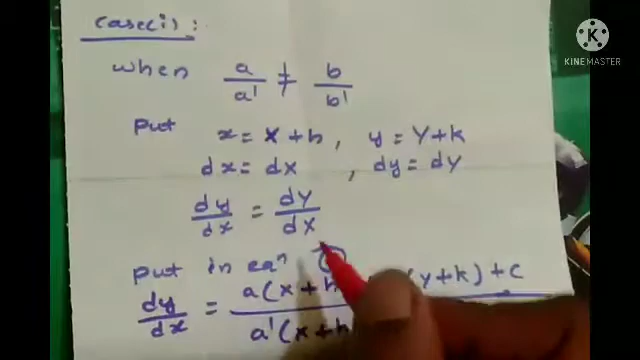 KINEMASTER
Case(i):
when a/a' ≠ b/b'
Put x = X+h, y = Y+k
dx = dX, dy = dY
dy/dx = dY/dX
Put in eqⁿ
dy/dx = a(X+h (Y+k)+c / a'(X+h